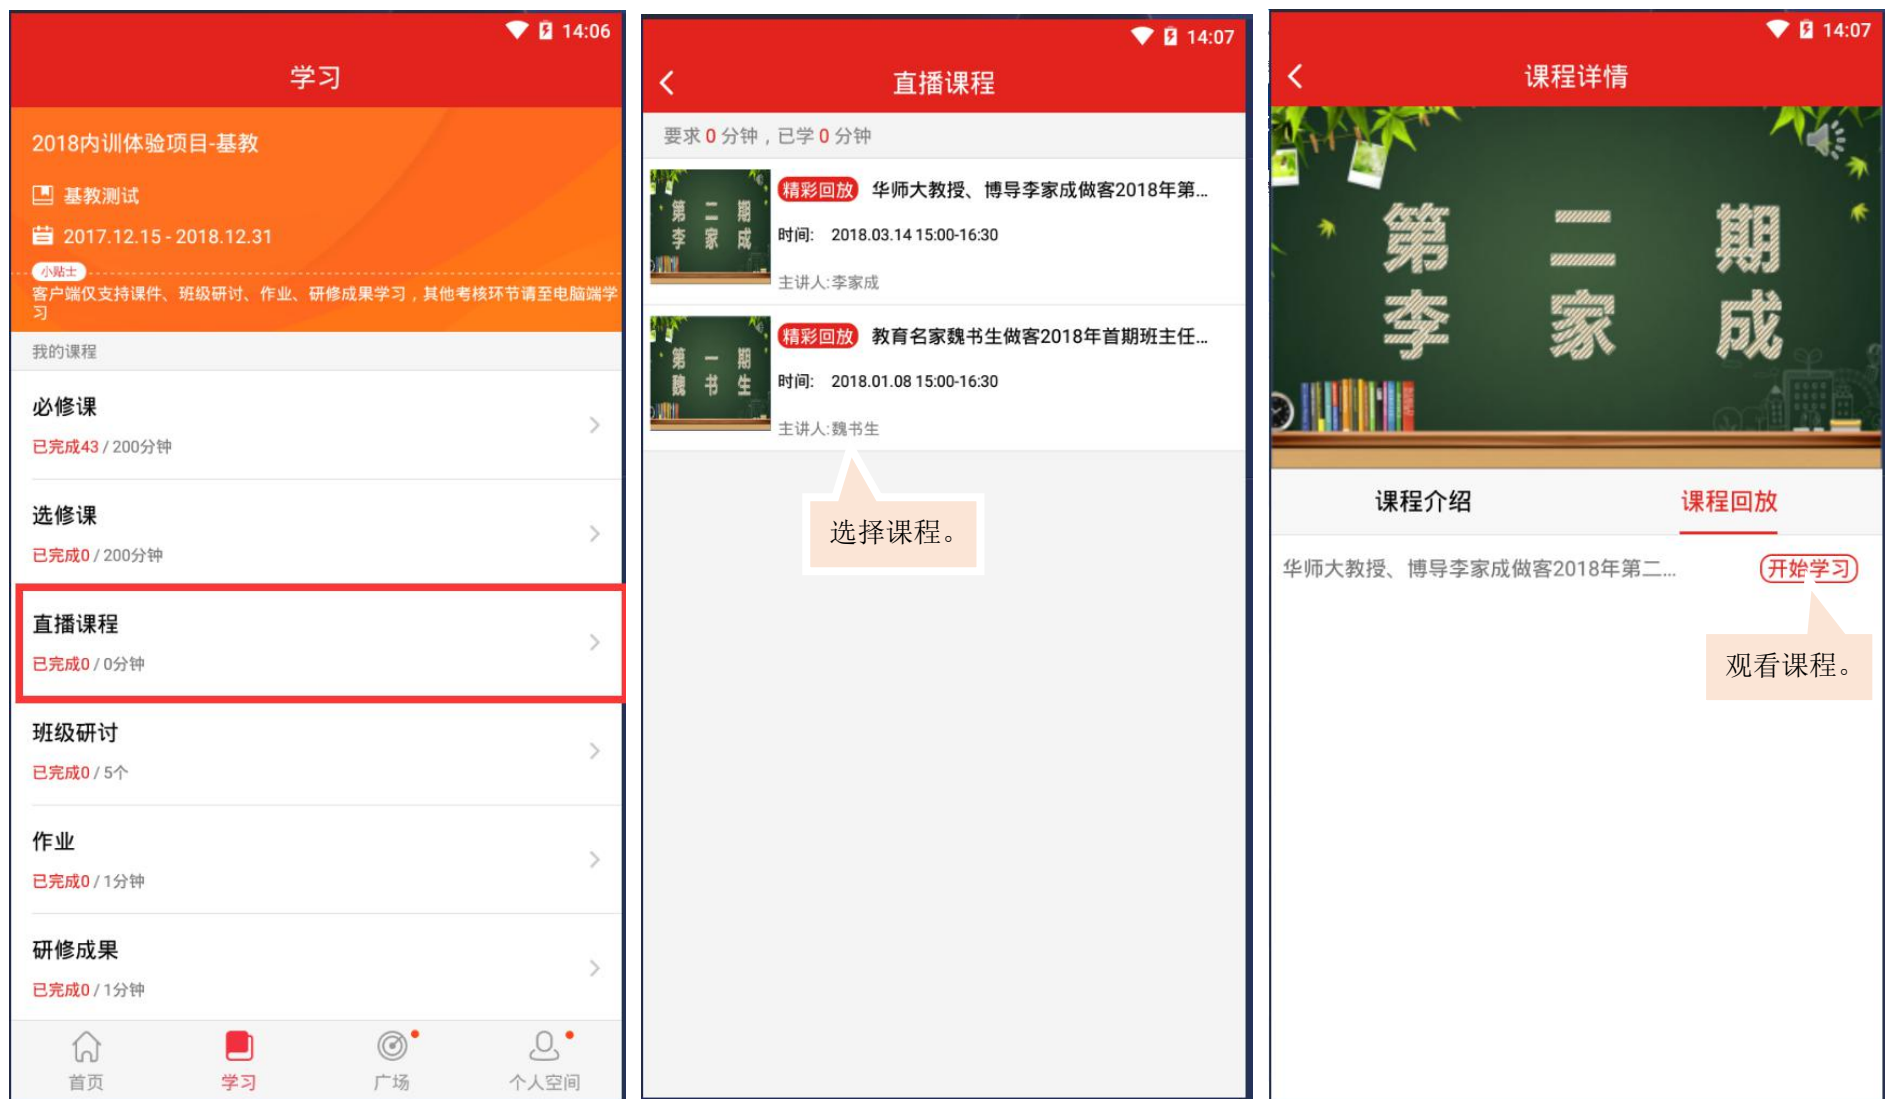 14:06
学习
2018内训体验项目-基教
基教测试
2017.12.15 - 2018.12.31
小贴士
客户端仅支持课件、班级研讨、作业、研修成果学习，其他考核环节请至电脑端学
习
我的课程
必修课
已完成43 / 200分钟
选修课
已完成0 / 200分钟
直播课程
已完成0 / 0分钟
班级研讨
已完成0 / 5个
作业
已完成0 / 1分钟
研修成果
已完成0 / 1分钟
首页 学习 广场 个人空间
14:07
直播课程
要求 0 分钟，已学 0 分钟
第 二 期
李 家 成
精彩回放 华师大教授、博导李家成做客2018年第...
时间: 2018.03.14 15:00-16:30
主讲人:李家成
第 一 期
魏 书 生
精彩回放 教育名家魏书生做客2018年首期班主任...
时间: 2018.01.08 15:00-16:30
主讲人:魏书生
选择课程。
14:07
课程详情
第 二 期
李 家 成
课程介绍 课程回放
华师大教授、博导李家成做客2018年第二... 开始学习
观看课程。